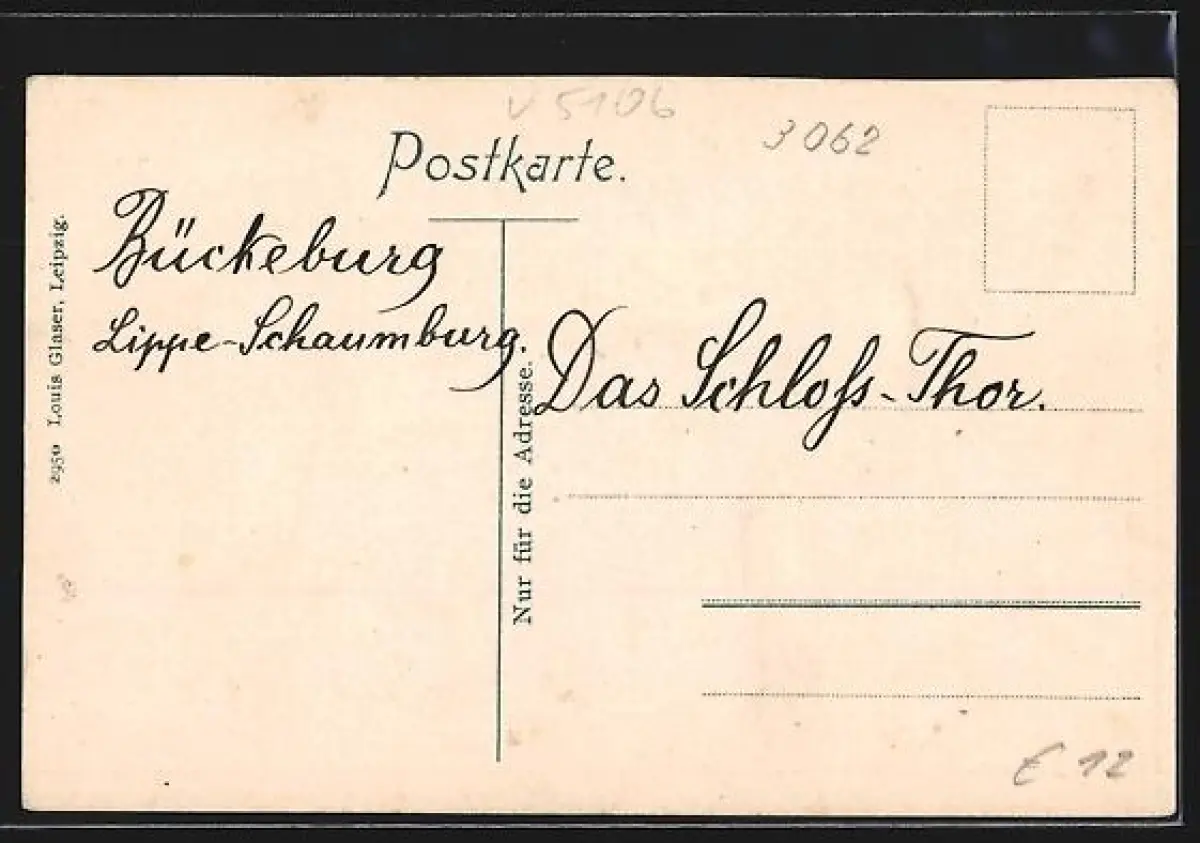 v 5106
3062
Postkarte.
Bückeburg
Lippe-Schaumburg.
Das Schloſs-Thor.
Nur für die Adresse.
2950 Louis Glaser, Leipzig.
€ 12